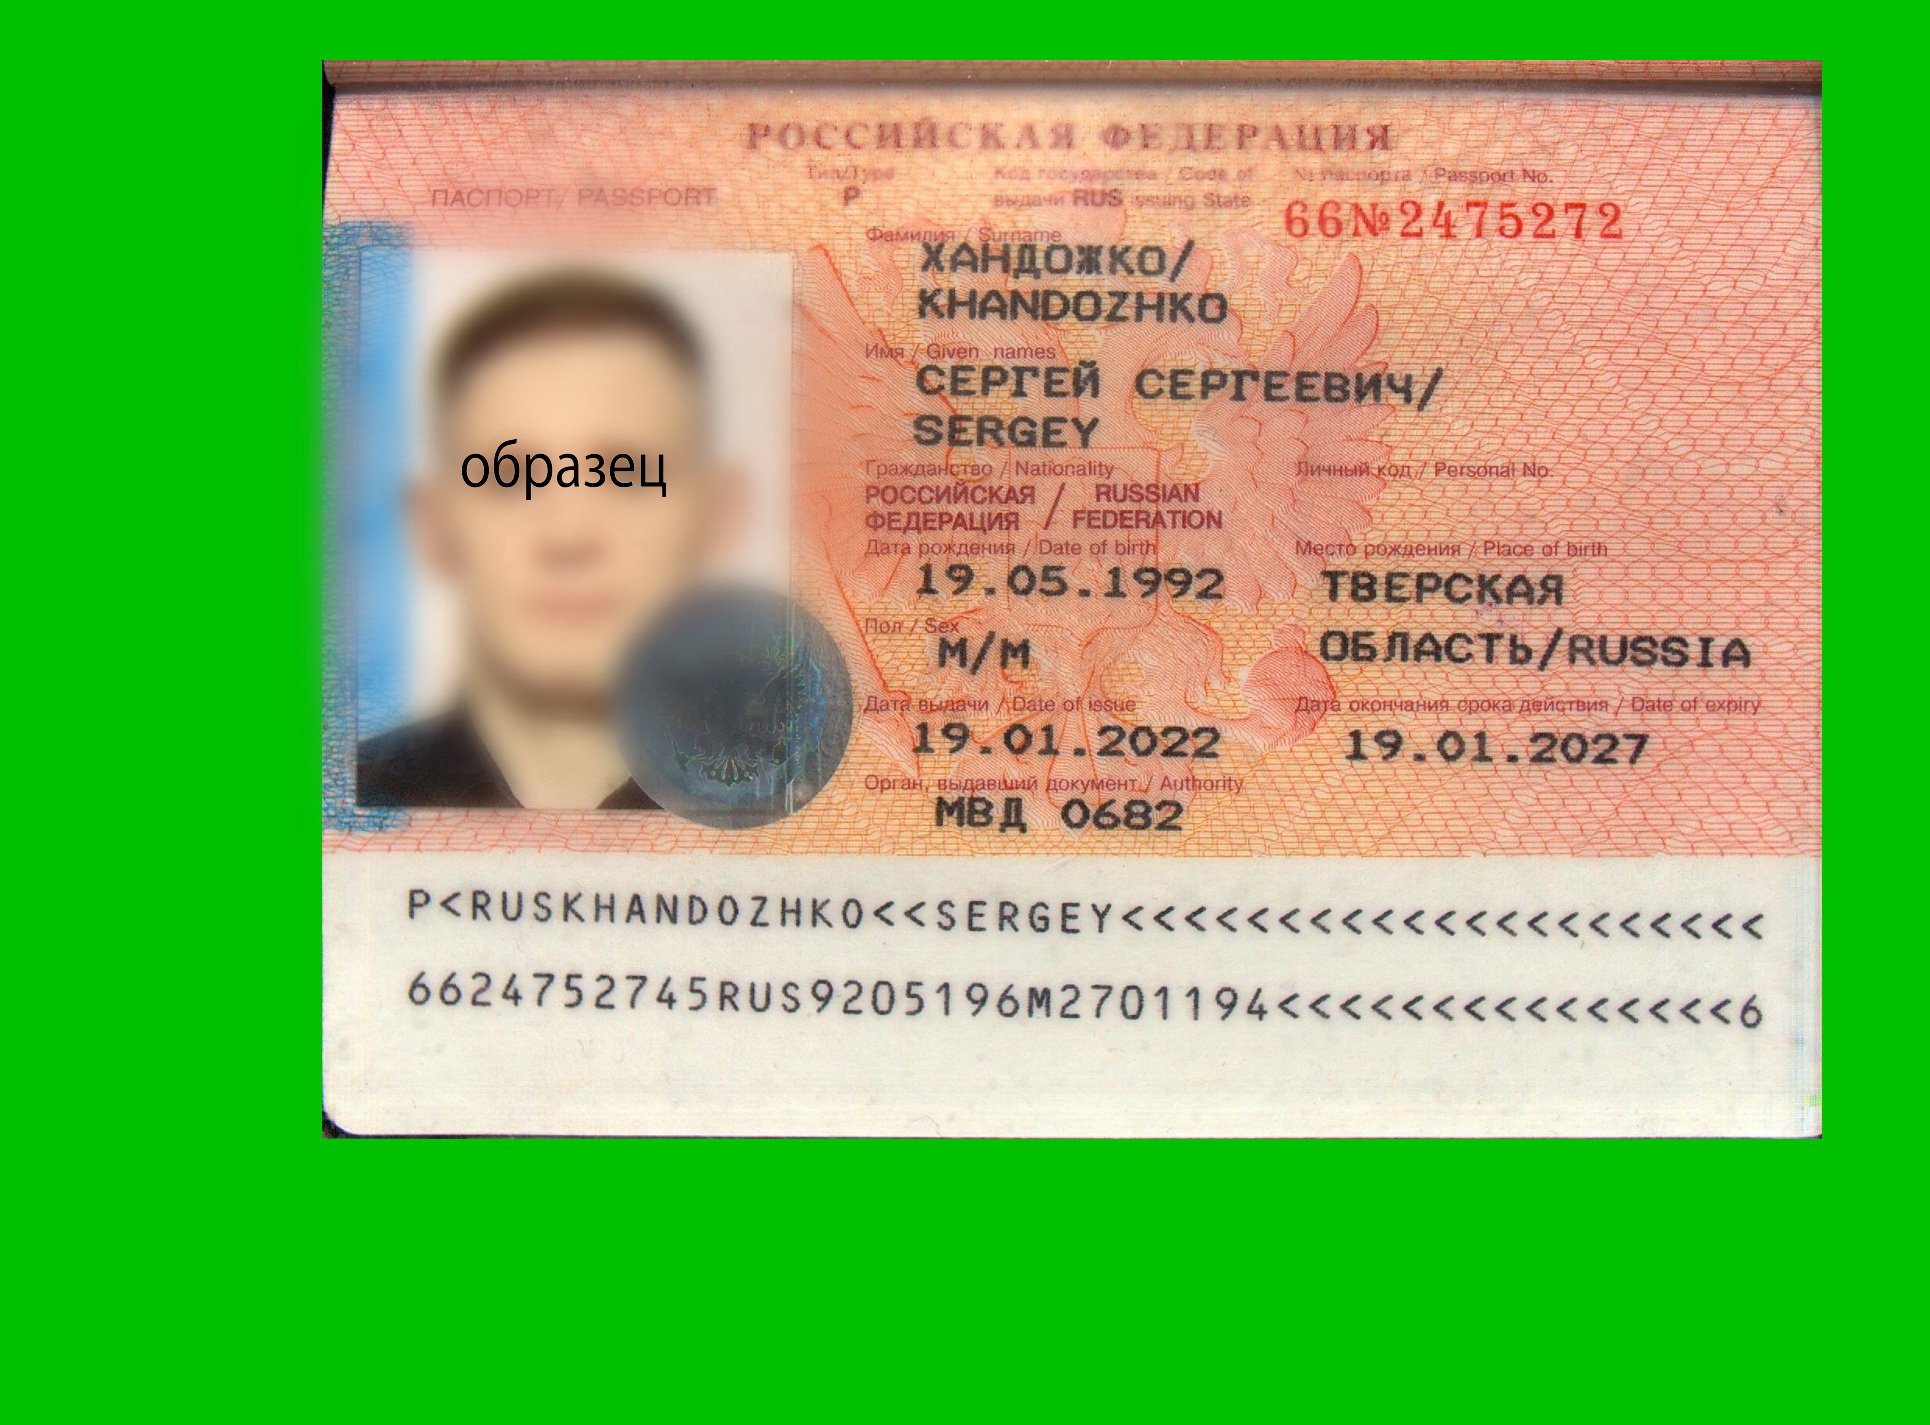 РОССИЙСКАЯ ФЕДЕРАЦИЯ
ПАСПОРТ/ PASSPORT
Тип/Type
P
Код государства / Code of
выдачи RUS issuing State
№ паспорта / Passport No.
66№2475272
Фамилия / Surname
ХАНДОЖКО/
KHANDOZHKO
Имя / Given names
СЕРГЕЙ СЕРГЕЕВИЧ/
SERGEY
Гражданство / Nationality
РОССИЙСКАЯ / RUSSIAN
ФЕДЕРАЦИЯ / FEDERATION
Личный код / Personal No.
Дата рождения / Date of birth
19.05.1992
Место рождения / Place of birth
ТВЕРСКАЯ
ОБЛАСТЬ/RUSSIA
Пол / Sex
М/M
Дата выдачи / Date of issue
19.01.2022
Дата окончания срока действия / Date of expiry
19.01.2027
Орган, выдавший документ / Authority
МВД 0682
образец
P<RUSKHANDOZHKO<<SERGEY<<<<<<<<<<<<<<<<<<<<<
6624752745RUS9205196M2701194<<<<<<<<<<<<<<<6